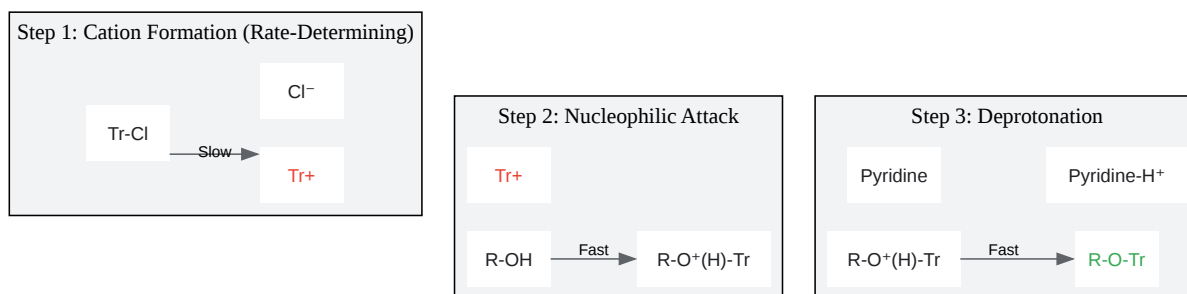 Step 1: Cation Formation (Rate-Determining)
Cl⁻
Tr-Cl
Slow
Tr+
Step 2: Nucleophilic Attack
Tr+
R-OH
Fast
R-O⁺(H)-Tr
Step 3: Deprotonation
Pyridine
Pyridine-H⁺
R-O⁺(H)-Tr
Fast
R-O-Tr